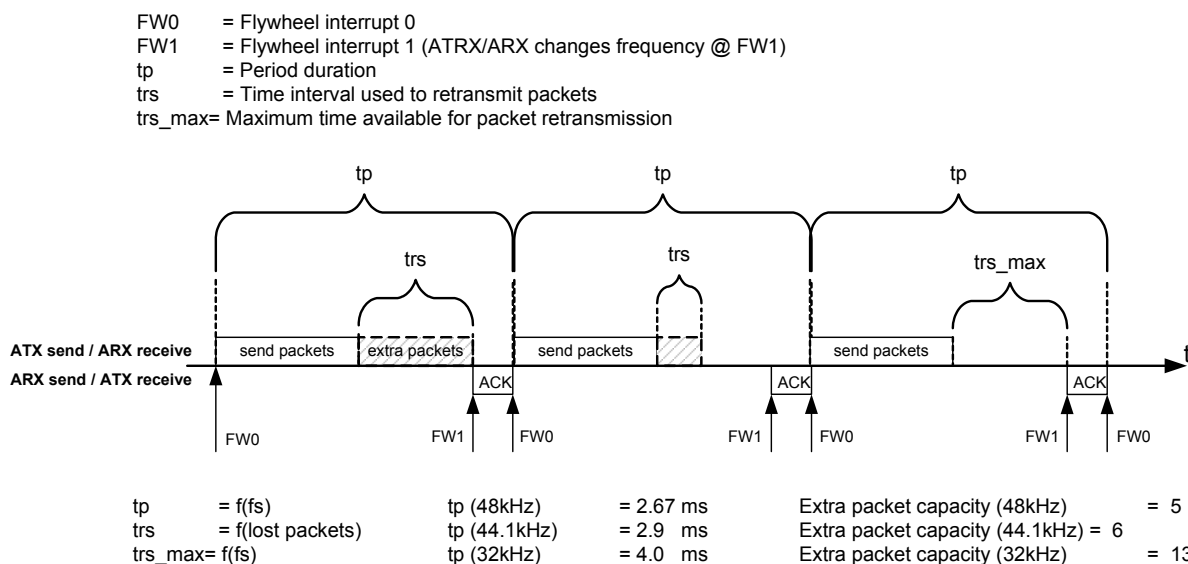 FW0 = Flywheel interrupt 0
FW1 = Flywheel interrupt 1 (ATRX/ARX changes frequency @ FW1)
tp = Period duration
trs = Time interval used to retransmit packets
trs_max= Maximum time available for packet retransmission
tp tp tp
trs trs trs_max
ATX send / ARX receive send packets extra packets send packets send packets t
ARX send / ATX receive ACK ACK ACK
FW0 FW1 FW0 FW1 FW0 FW1 FW0
tp = f(fs) tp (48kHz) = 2.67 ms Extra packet capacity (48kHz) = 5
trs = f(lost packets) tp (44.1kHz) = 2.9 ms Extra packet capacity (44.1kHz) = 6
trs_max= f(fs) tp (32kHz) = 4.0 ms Extra packet capacity (32kHz) = 13